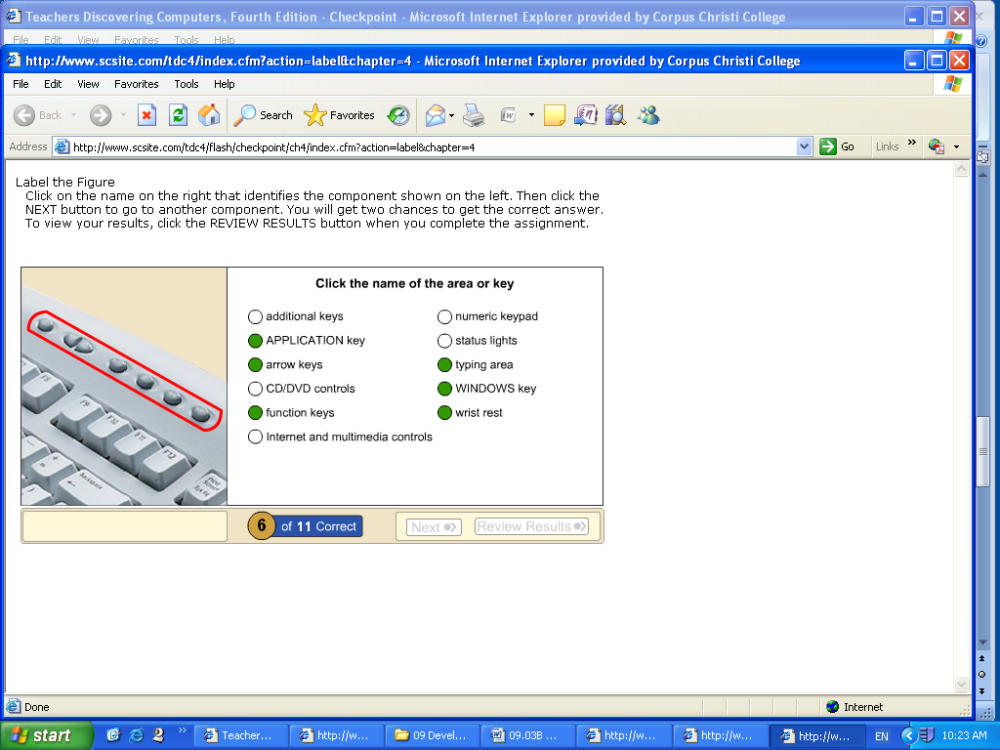 Teachers Discovering Computers, Fourth Edition - Checkpoint - Microsoft Internet Explorer provided by Corpus Christi College
File Edit View Favorites Tools Help
http://www.scsite.com/tdc4/index.cfm?action=label&chapter=4 - Microsoft Internet Explorer provided by Corpus Christi College
File Edit View Favorites Tools Help
Back Search Favorites
Address http://www.scsite.com/tdc4/flash/checkpoint/ch4/index.cfm?action=label&chapter=4 Go Links »
Label the Figure
Click on the name on the right that identifies the component shown on the left. Then click the
NEXT button to go to another component. You will get two chances to get the correct answer.
To view your results, click the REVIEW RESULTS button when you complete the assignment.
Click the name of the area or key
additional keys numeric keypad
APPLICATION key status lights
arrow keys typing area
CD/DVD controls WINDOWS key
function keys wrist rest
Internet and multimedia controls
F8
F9
F10
F11
F12
Backspace
6 of 11 Correct Next Review Results
Done Internet
start » Teacher... http://w... 09 Devel... 09.03B ... http://w... http://w... http://w... EN 10:23 AM